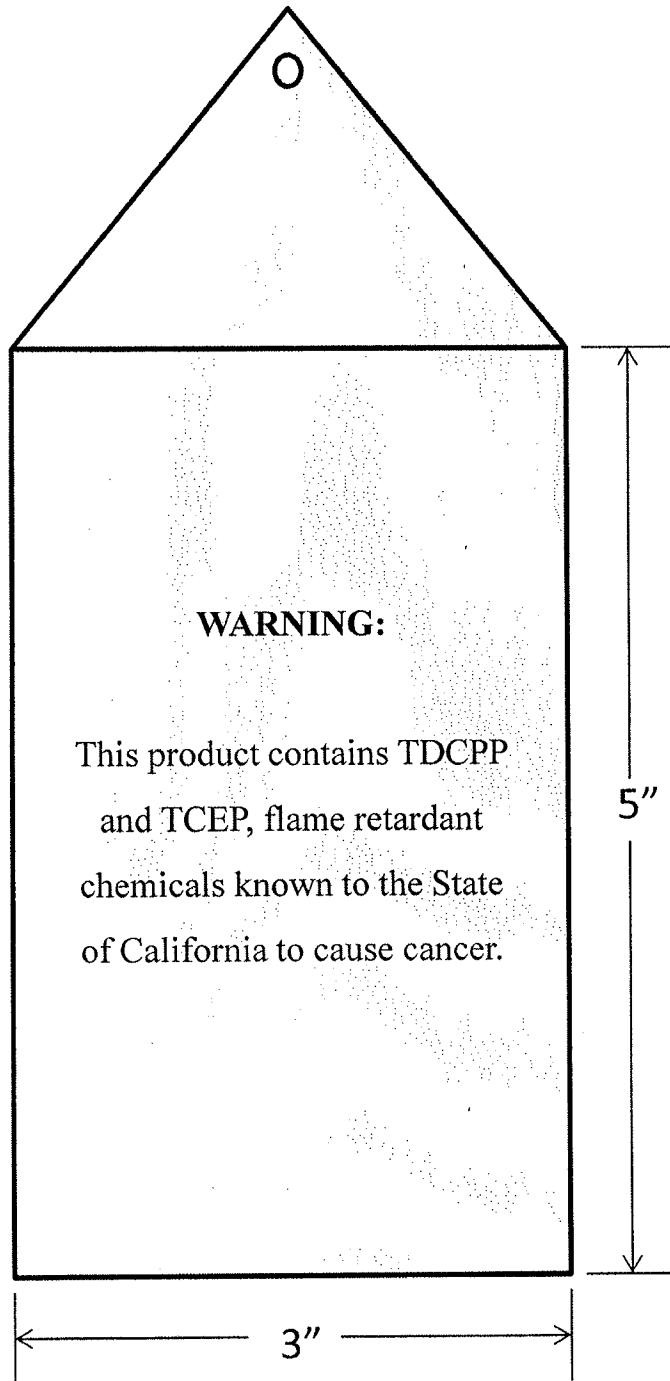 WARNING:
This product contains TDCPP
and TCEP, flame retardant
chemicals known to the State
of California to cause cancer.
5”
3”